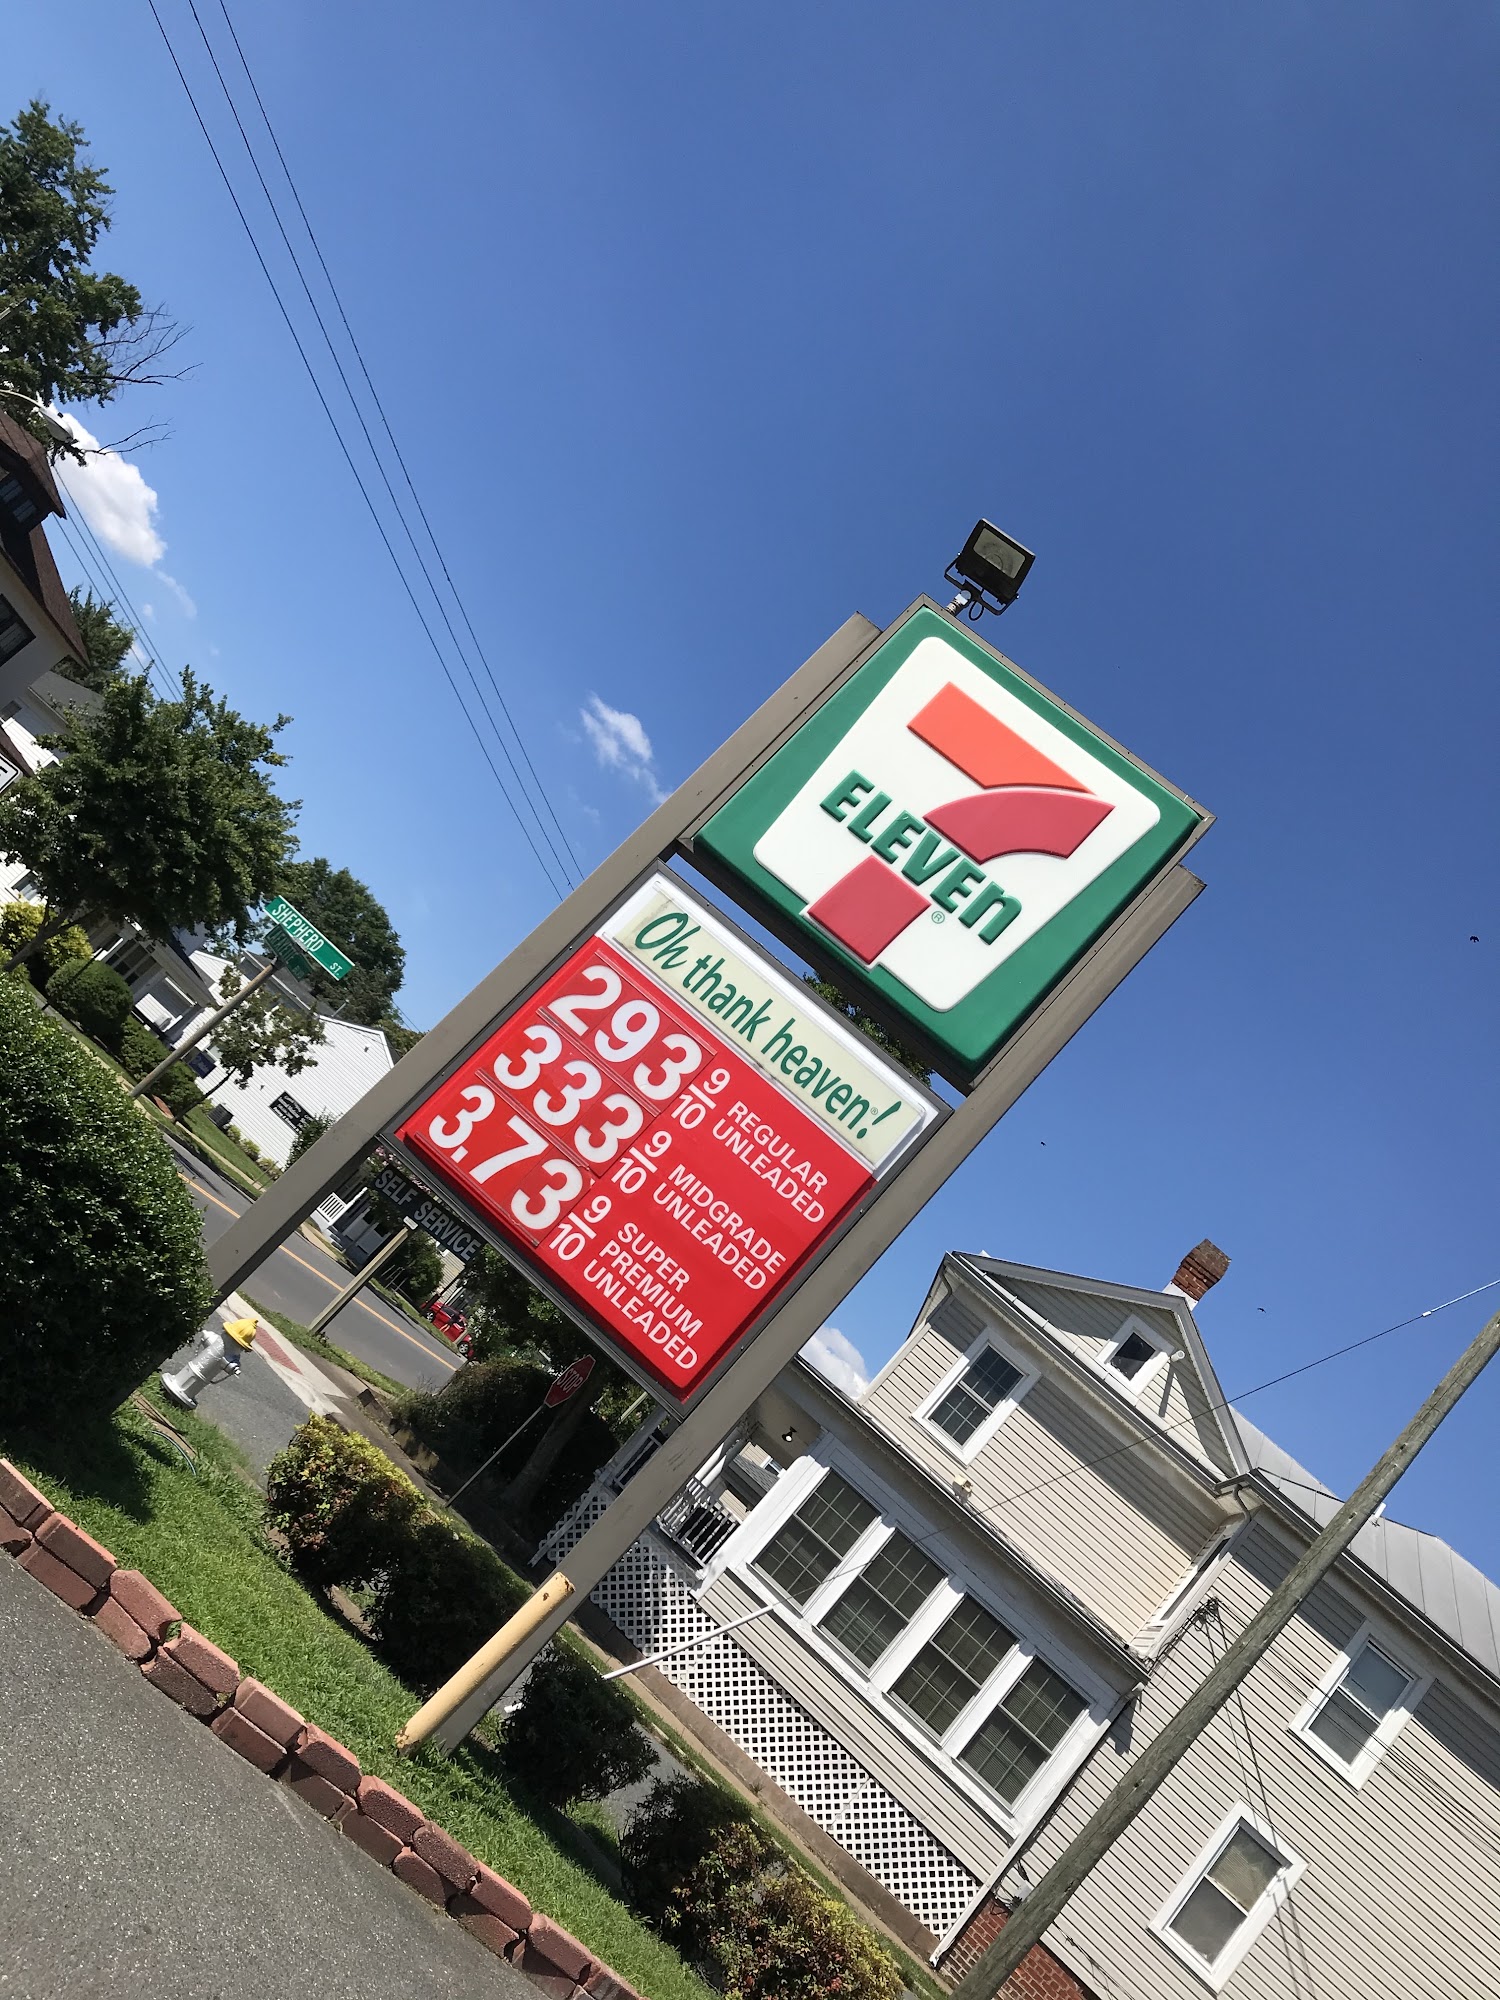 7
ELEVEn
®
Oh thank heaven!®
293 9/10 REGULAR
UNLEADED
333 9/10 MIDGRADE
UNLEADED
3.73 9/10 SUPER
PREMIUM
UNLEADED
SELF SERVICE
SHEPHERD ST.
STOP